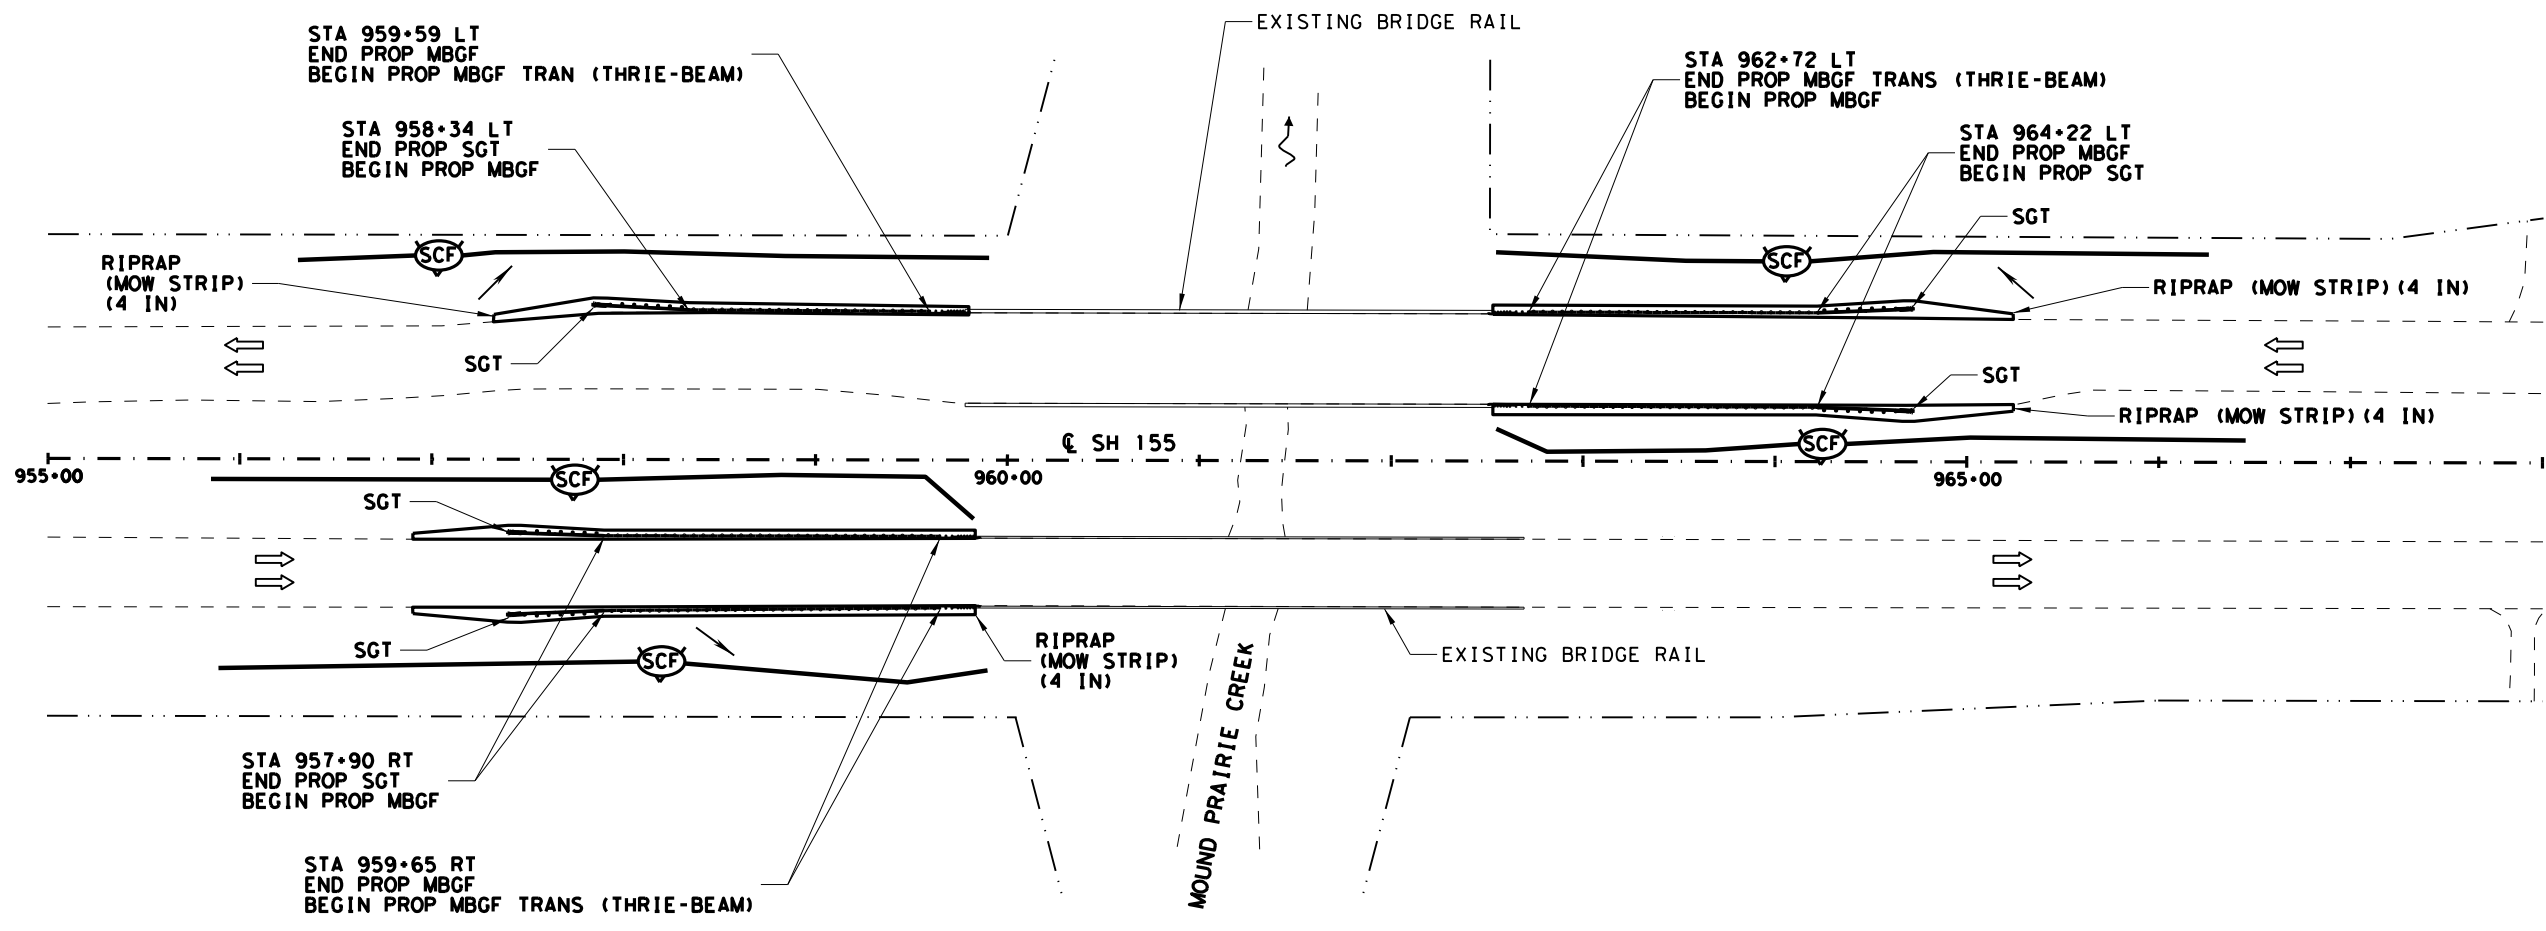 EXISTING BRIDGE RAIL
STA 959+59 LT
END PROP MBGF
BEGIN PROP MBGF TRAN (THRIE-BEAM)
STA 962+72 LT
END PROP MBGF TRANS (THRIE-BEAM)
BEGIN PROP MBGF
STA 958+34 LT
END PROP SGT
BEGIN PROP MBGF
STA 964+22 LT
END PROP MBGF
BEGIN PROP SGT
SGT
SCF
SCF
RIPRAP
(MOW STRIP)
(4 IN)
RIPRAP (MOW STRIP)(4 IN)
SGT
SGT
RIPRAP (MOW STRIP)(4 IN)
℄ SH 155
SCF
955+00
960+00
965+00
SCF
SGT
SGT
SCF
RIPRAP
(MOW STRIP)
(4 IN)
EXISTING BRIDGE RAIL
MOUND PRAIRIE CREEK
STA 957+90 RT
END PROP SGT
BEGIN PROP MBGF
STA 959+65 RT
END PROP MBGF
BEGIN PROP MBGF TRANS (THRIE-BEAM)